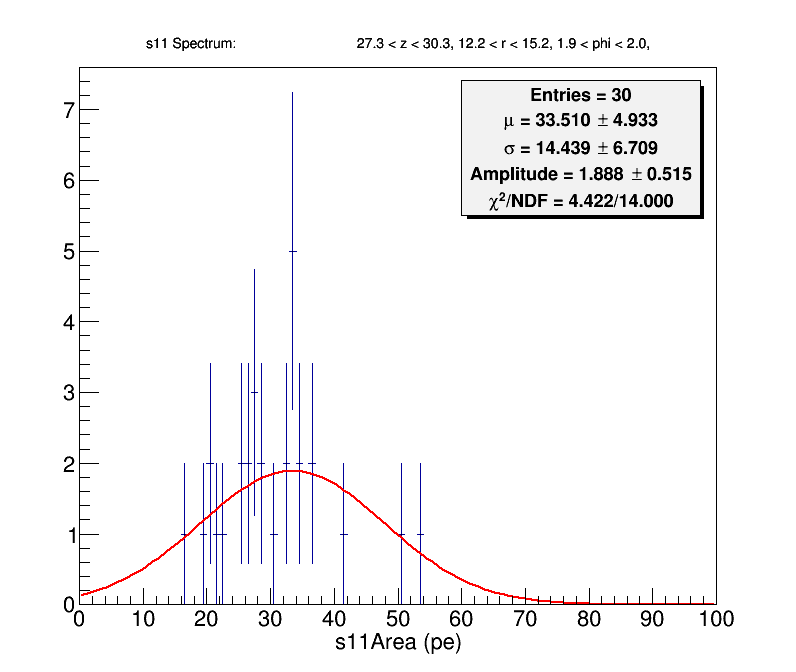 s11 Spectrum: 27.3 < z < 30.3, 12.2 < r < 15.2, 1.9 < phi < 2.0,
Entries = 30
μ = 33.510 ± 4.933
σ = 14.439 ± 6.709
Amplitude = 1.888 ± 0.515
χ²/NDF = 4.422/14.000
7
6
5
4
3
2
1
0
0 10 20 30 40 50 60 70 80 90 100
s11Area (pe)